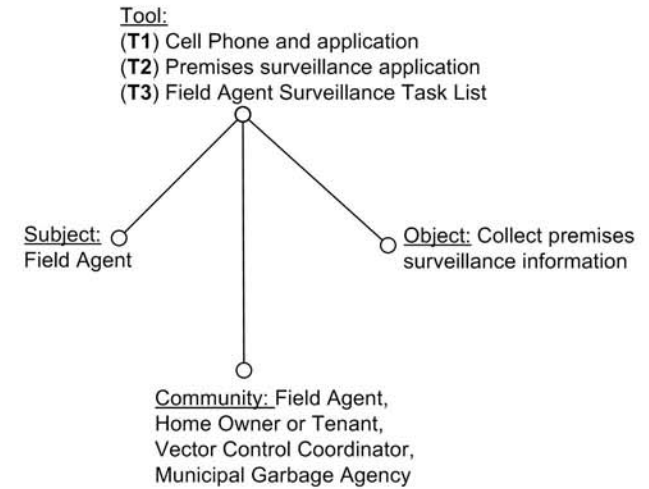 Tool:
(T1) Cell Phone and application
(T2) Premises surveillance application
(T3) Field Agent Surveillance Task List
Subject:
Field Agent
Object: Collect premises
surveillance information
Community: Field Agent,
Home Owner or Tenant,
Vector Control Coordinator,
Municipal Garbage Agency